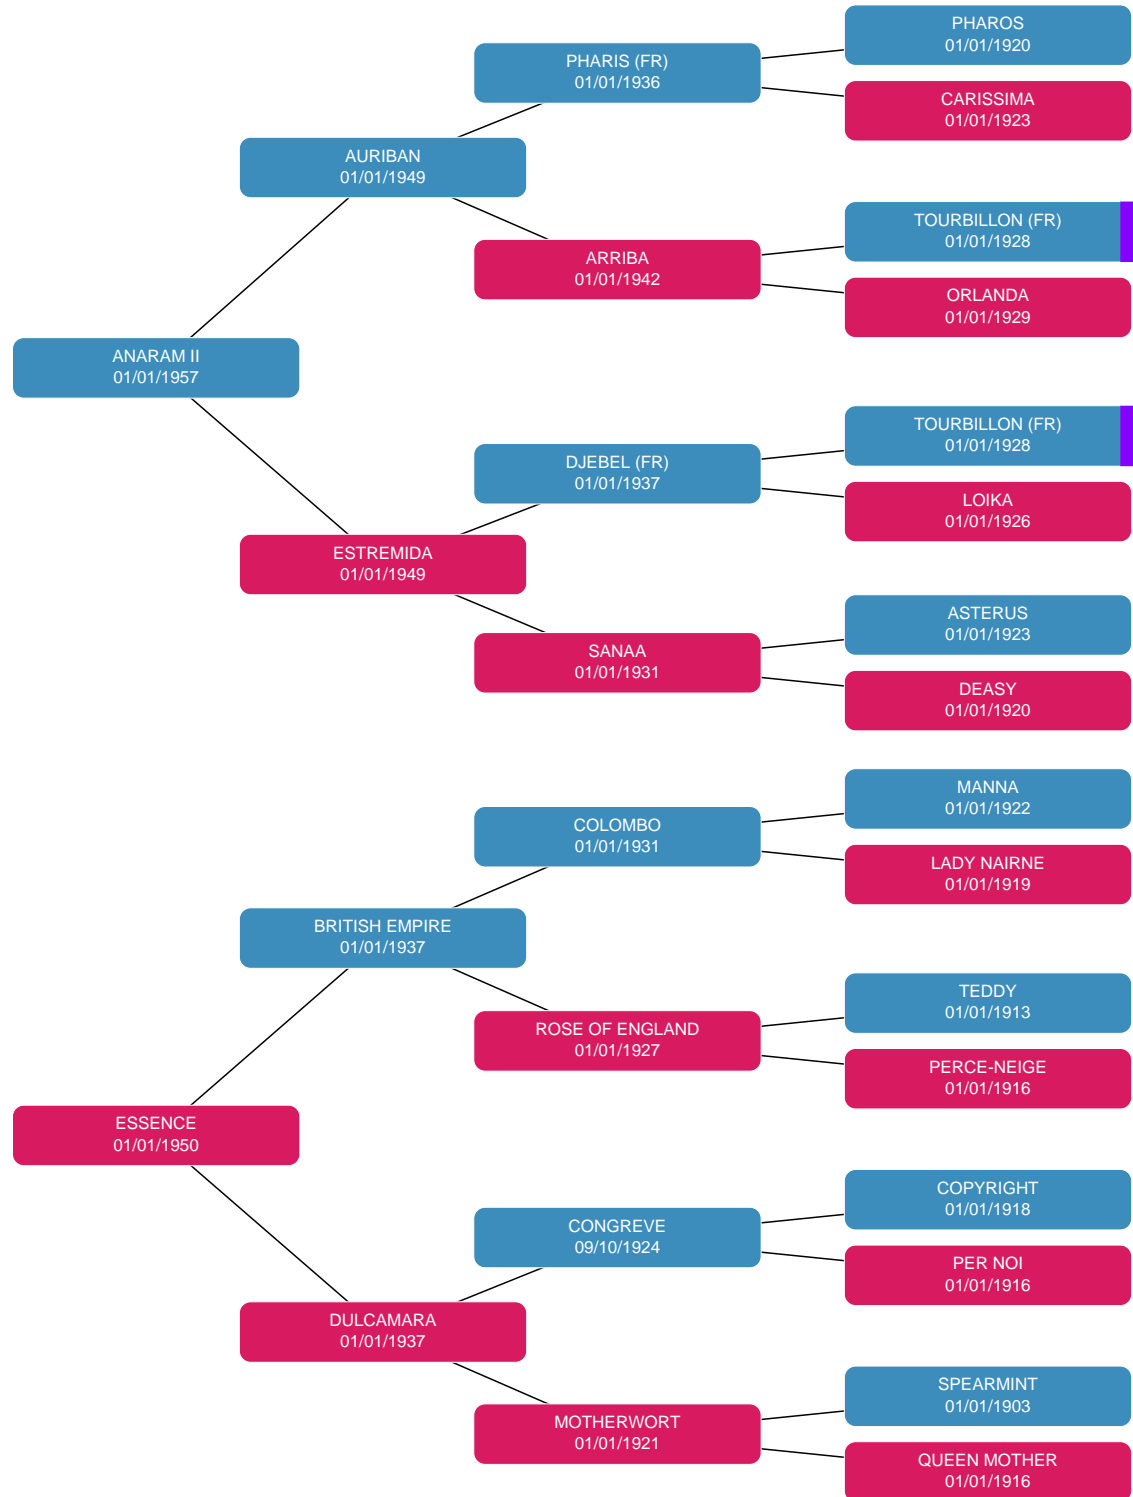 PHAROS
01/01/1920
PHARIS (FR)
01/01/1936
CARISSIMA
01/01/1923
AURIBAN
01/01/1949
TOURBILLON (FR)
01/01/1928
ARRIBA
01/01/1942
ORLANDA
01/01/1929
ANARAM II
01/01/1957
TOURBILLON (FR)
01/01/1928
DJEBEL (FR)
01/01/1937
LOIKA
01/01/1926
ESTREMIDA
01/01/1949
ASTERUS
01/01/1923
SANAA
01/01/1931
DEASY
01/01/1920
MANNA
01/01/1922
COLOMBO
01/01/1931
LADY NAIRNE
01/01/1919
BRITISH EMPIRE
01/01/1937
TEDDY
01/01/1913
ROSE OF ENGLAND
01/01/1927
PERCE-NEIGE
01/01/1916
ESSENCE
01/01/1950
COPYRIGHT
01/01/1918
CONGREVE
09/10/1924
PER NOI
01/01/1916
DULCAMARA
01/01/1937
SPEARMINT
01/01/1903
MOTHERWORT
01/01/1921
QUEEN MOTHER
01/01/1916